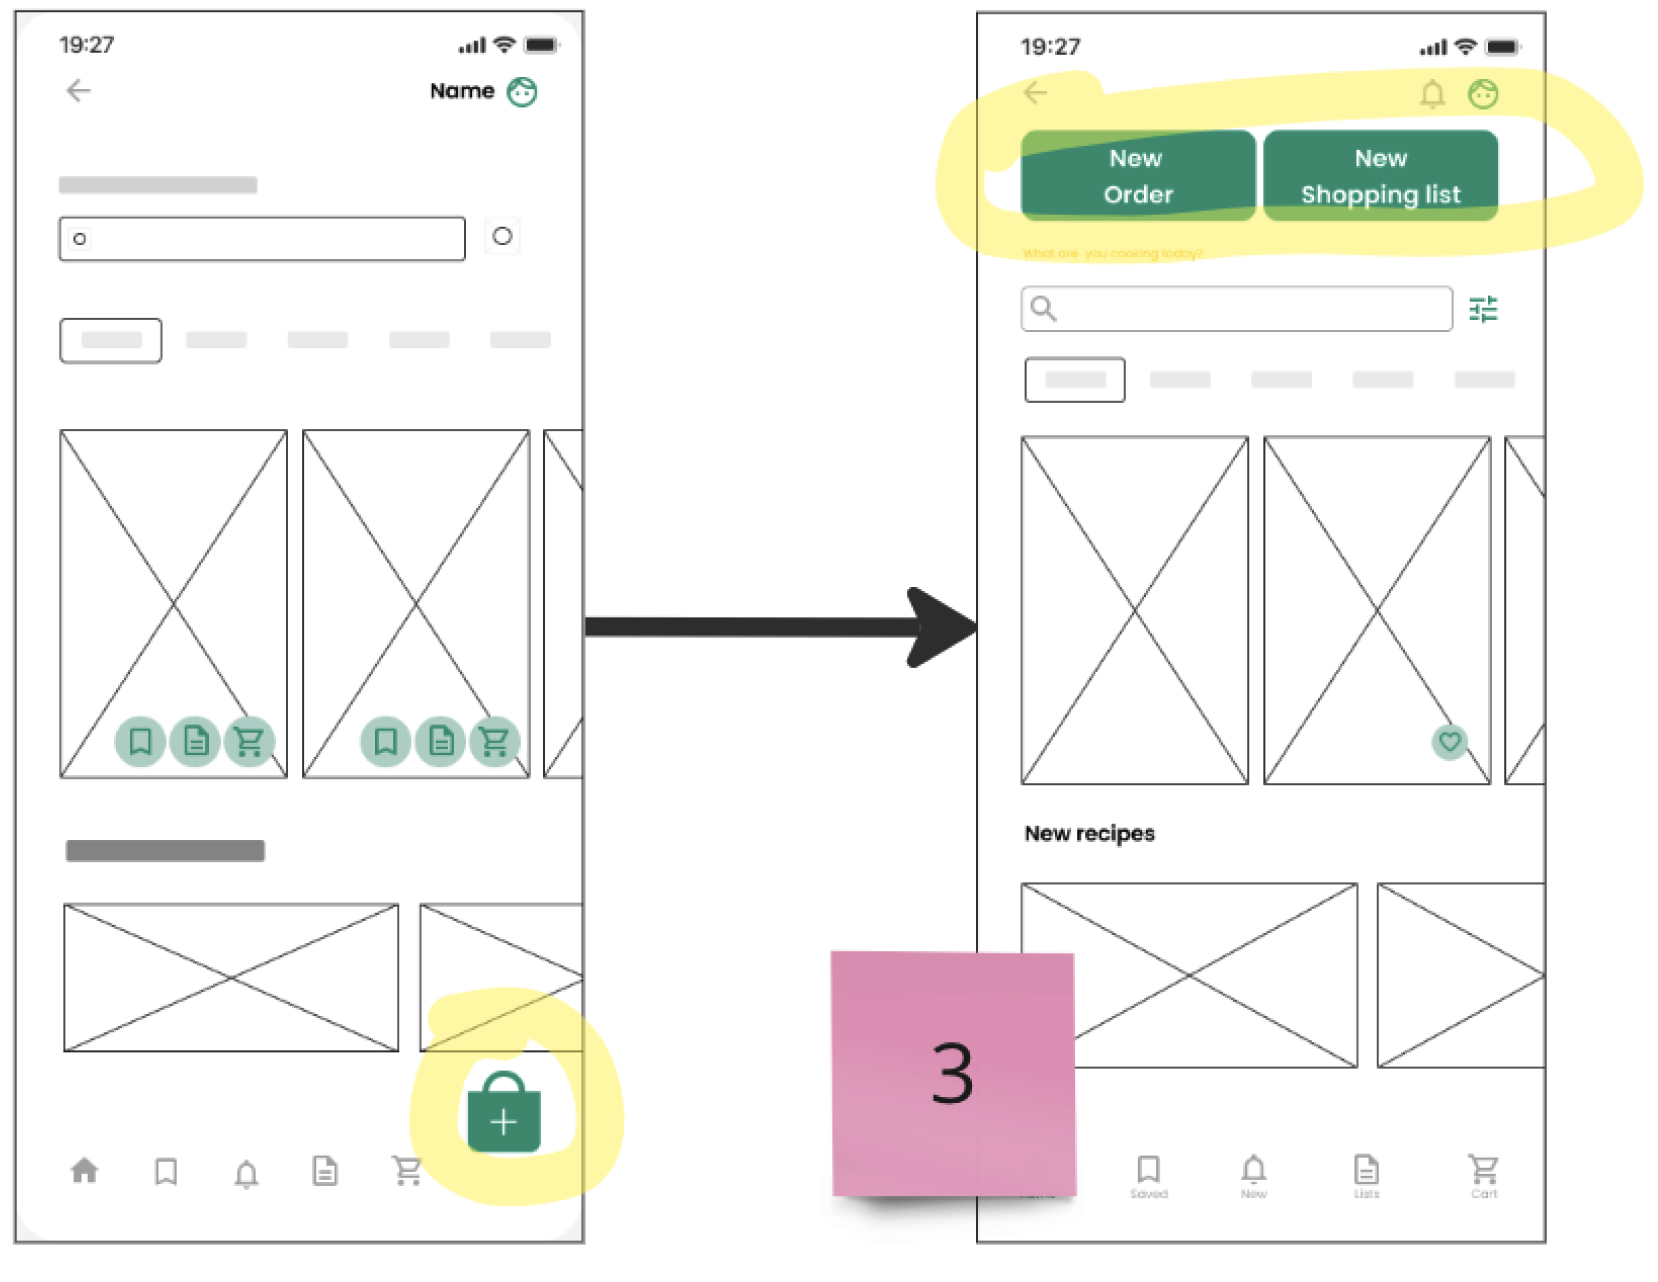 19:27
Name
19:27
New
Order
New
Shopping list
What are you cooking today?
New recipes
3
Saved
New
Lists
Cart